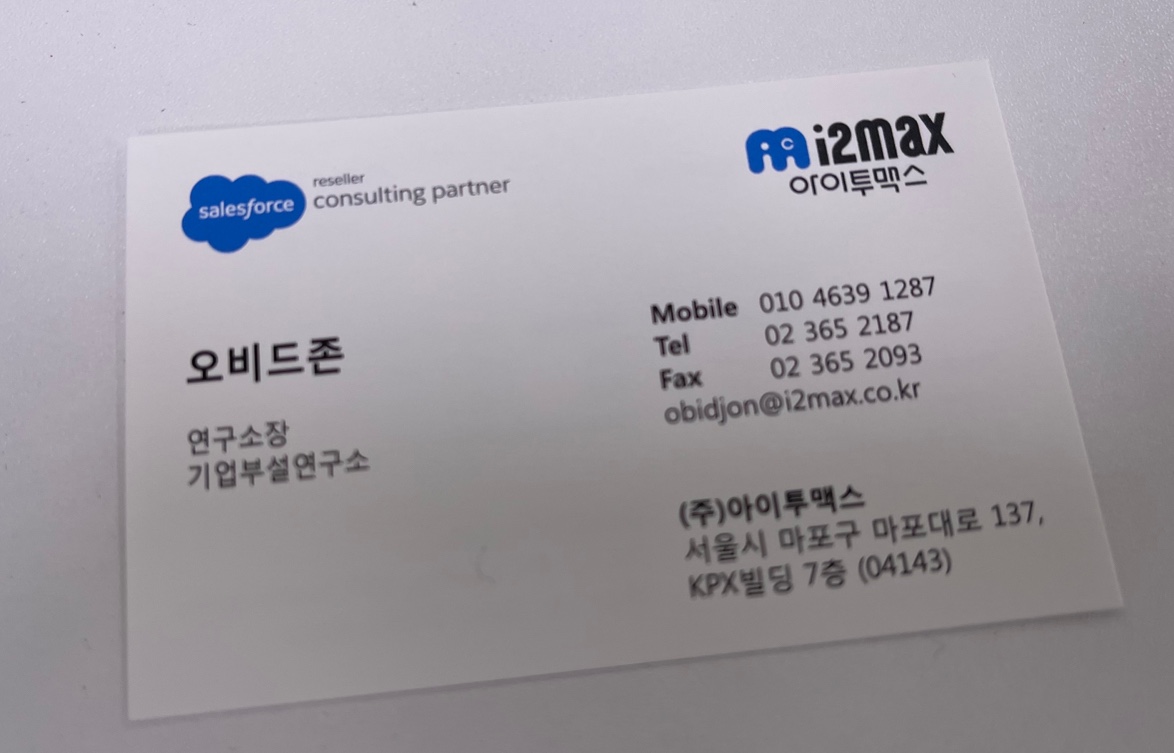 salesforce
reseller
consulting partner
i2max
아이투맥스
오비드존
연구소장
기업부설연구소
Mobile 010 4639 1287
Tel 02 365 2187
Fax 02 365 2093
obidjon@i2max.co.kr
(주)아이투맥스
서울시 마포구 마포대로 137,
KPX빌딩 7층 (04143)